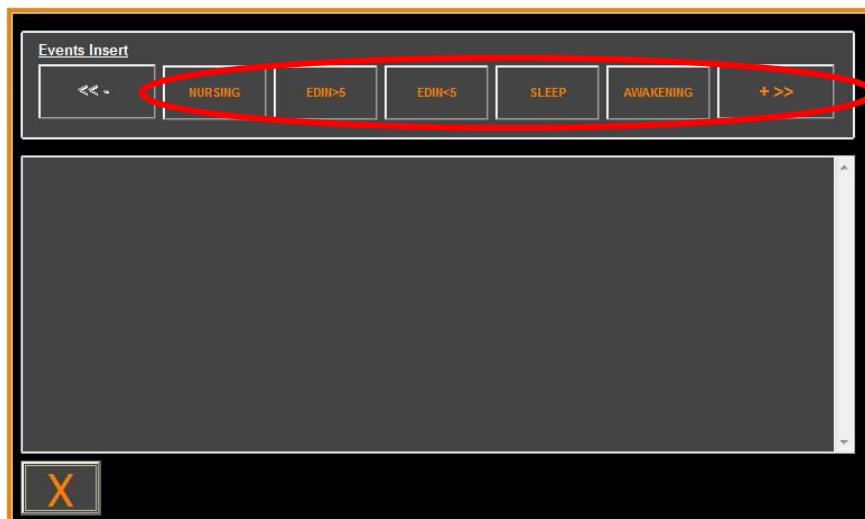 Events Insert
<< - NURSING EDIN>5 EDIN<5 SLEEP AWAKENING + >>
X